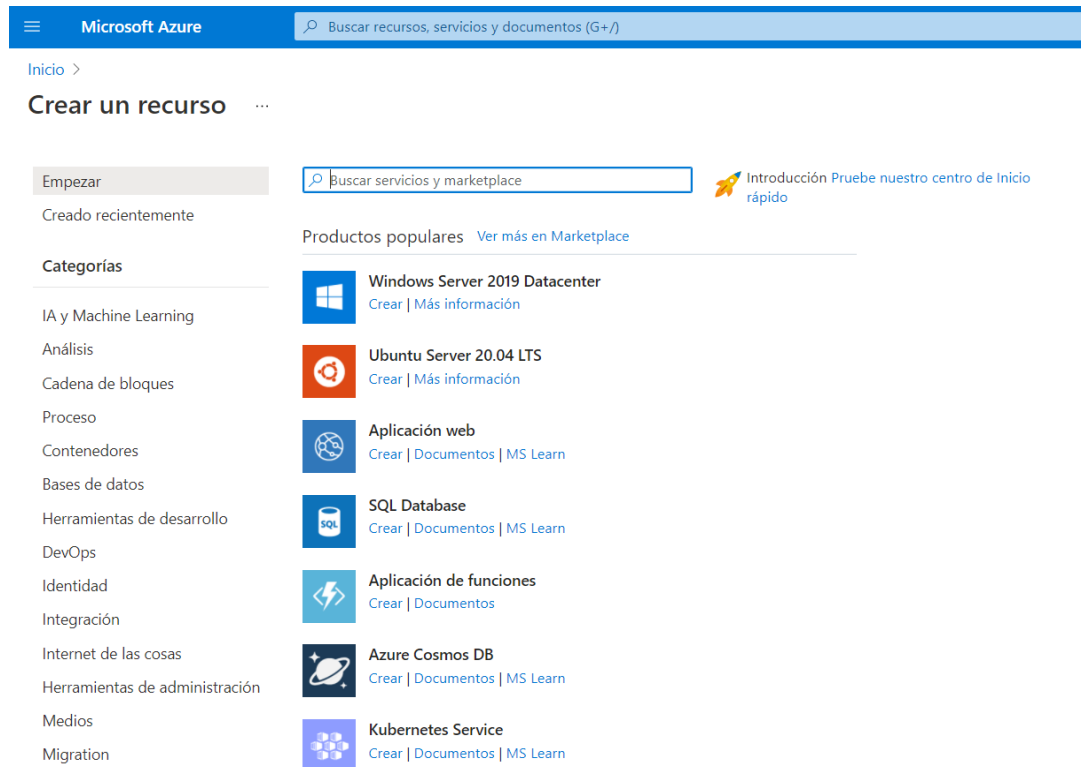 Microsoft Azure
Buscar recursos, servicios y documentos (G+/)
Inicio >
Crear un recurso ...
Empezar
Creado recientemente
Categorías
IA y Machine Learning
Análisis
Cadena de bloques
Proceso
Contenedores
Bases de datos
Herramientas de desarrollo
DevOps
Identidad
Integración
Internet de las cosas
Herramientas de administración
Medios
Migration
Buscar servicios y marketplace
Introducción Pruebe nuestro centro de Inicio
rápido
Productos populares Ver más en Marketplace
Windows Server 2019 Datacenter
Crear | Más información
Ubuntu Server 20.04 LTS
Crear | Más información
Aplicación web
Crear | Documentos | MS Learn
SQL
SQL Database
Crear | Documentos | MS Learn
Aplicación de funciones
Crear | Documentos
Azure Cosmos DB
Crear | Documentos | MS Learn
Kubernetes Service
Crear | Documentos | MS Learn